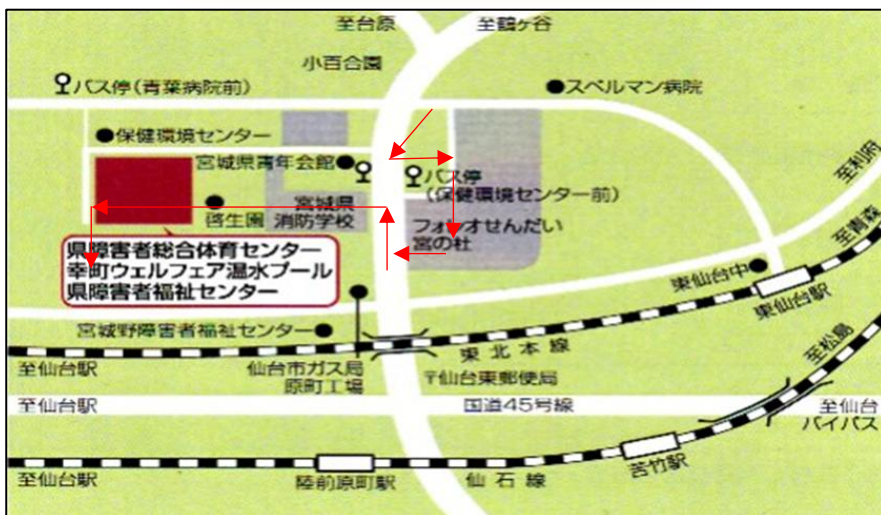 至台原
至鶴ヶ谷
小百合園
バス停(青葉病院前)
スペルマン病院
保健環境センター
宮城県青年会館
バス停
(保健環境センター前)
至利府
至青森
啓生園
宮城県
消防学校
フォレオせんだい
宮の杜
県障害者総合体育センター
幸町ウェルフェア温水プール
県障害者福祉センター
東仙台中
東仙台駅
宮城野障害者福祉センター
東北本線
至松島
至仙台駅
仙台市ガス局
原町工場
〒仙台東郵便局
至仙台駅
国道45号線
至仙台
バイパス
苦竹駅
至仙台駅
陸前原町駅
仙石線